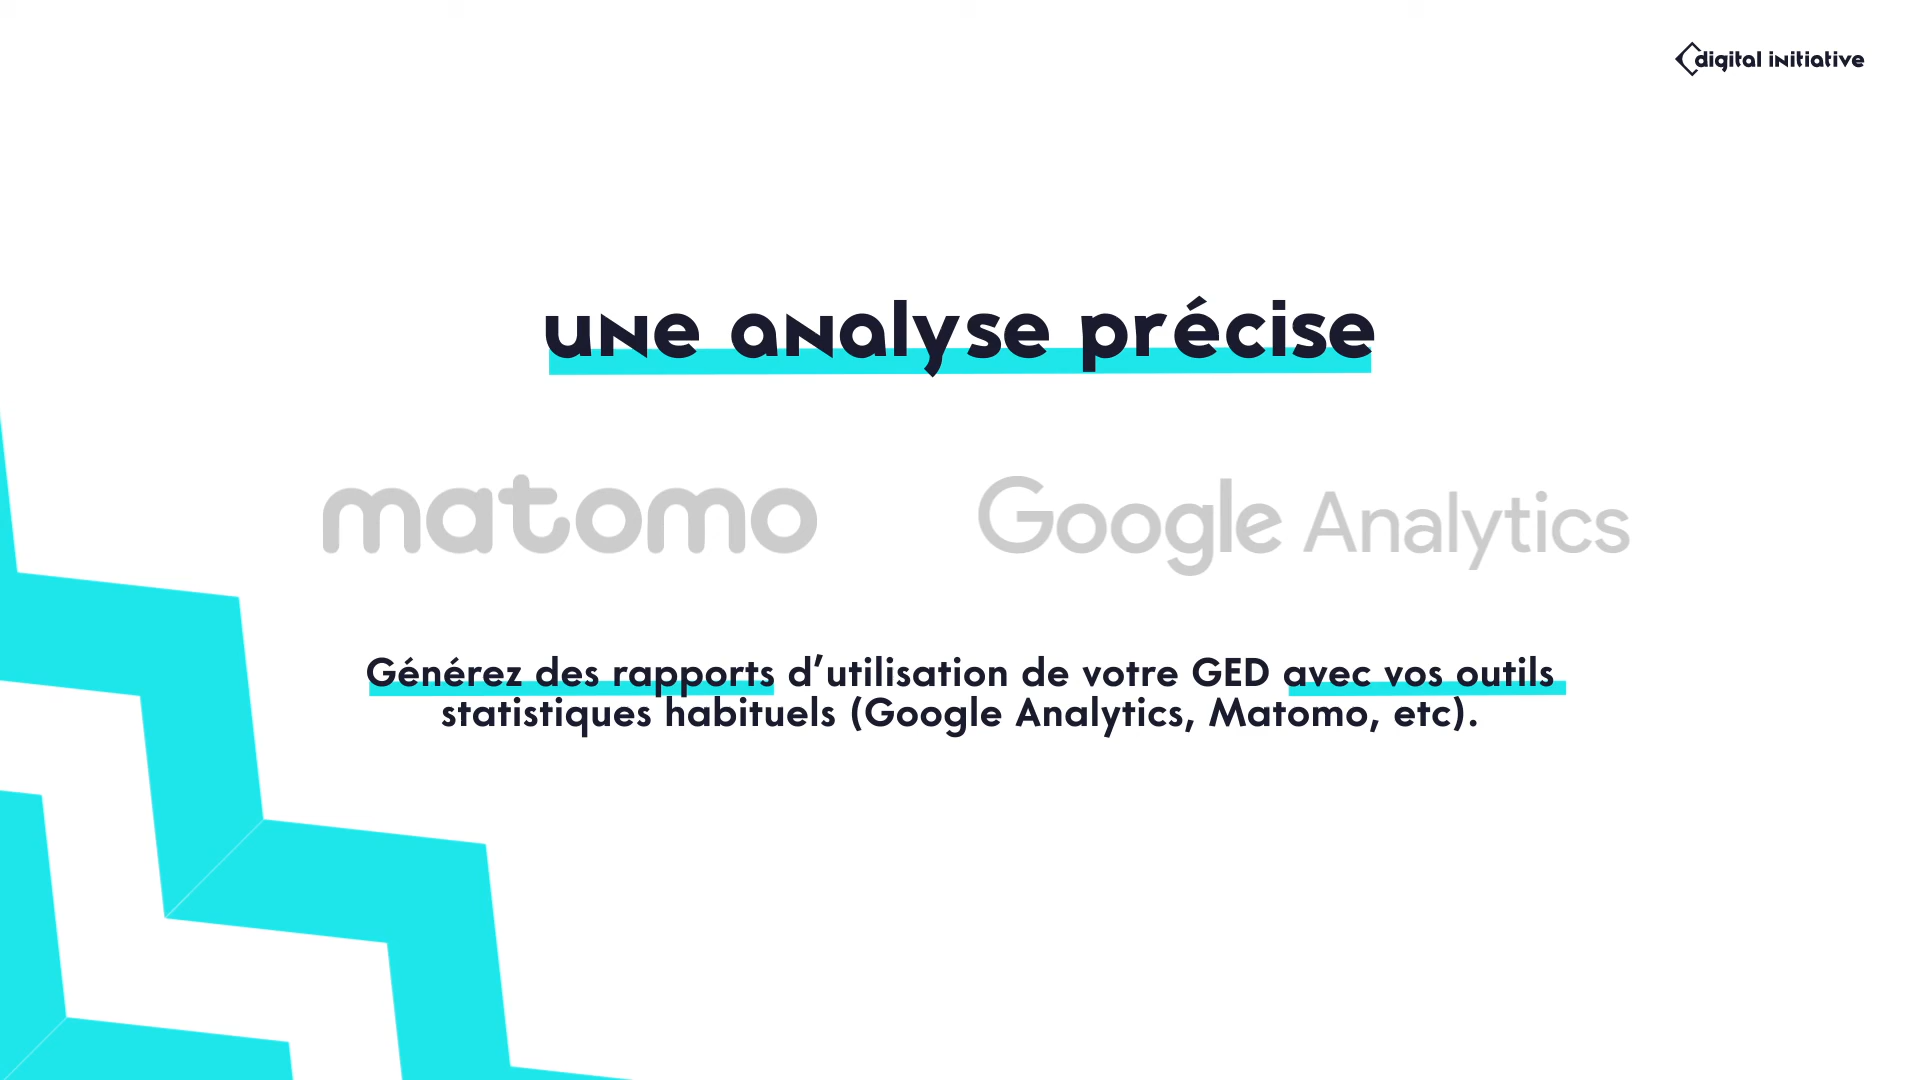 digital initiative
une analyse précise
matomo
Google Analytics
Générez des rapports d’utilisation de votre GED avec vos outils
statistiques habituels (Google Analytics, Matomo, etc).